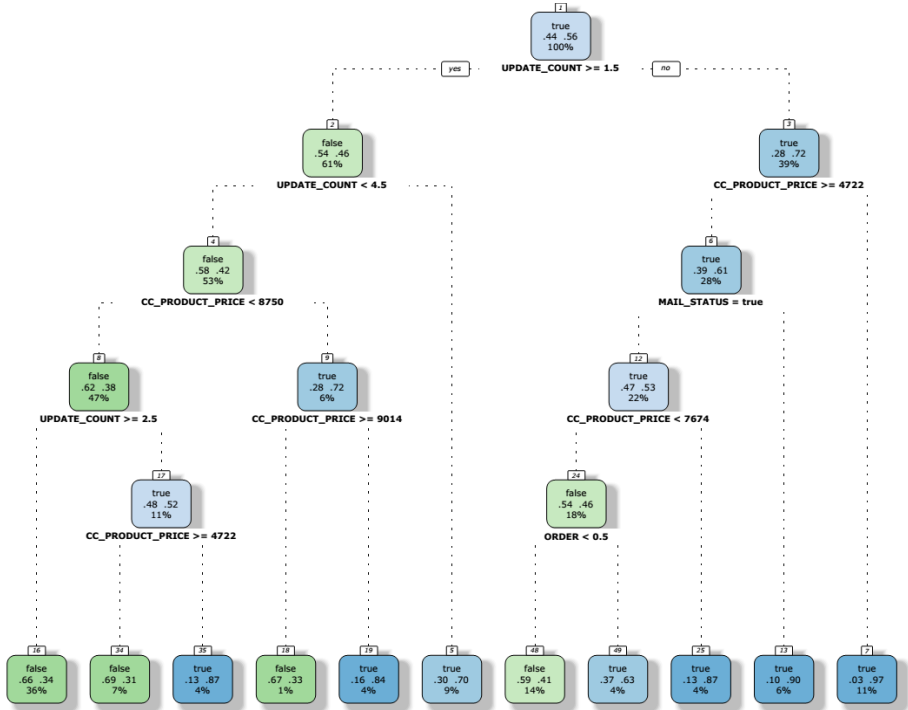 1
true
.44 .56
100%
UPDATE_COUNT >= 1.5
yes
no
2
false
.54 .46
61%
UPDATE_COUNT < 4.5
3
true
.28 .72
39%
CC_PRODUCT_PRICE >= 4722
4
false
.58 .42
53%
CC_PRODUCT_PRICE < 8750
6
true
.39 .61
28%
MAIL_STATUS = true
8
false
.62 .38
47%
UPDATE_COUNT >= 2.5
9
true
.28 .72
6%
CC_PRODUCT_PRICE >= 9014
12
true
.47 .53
22%
CC_PRODUCT_PRICE < 7674
17
true
.48 .52
11%
CC_PRODUCT_PRICE >= 4722
24
false
.54 .46
18%
ORDER < 0.5
16
false
.66 .34
36%
34
false
.69 .31
7%
35
true
.13 .87
4%
18
false
.67 .33
1%
19
true
.16 .84
4%
5
true
.30 .70
9%
48
false
.59 .41
14%
49
true
.37 .63
4%
25
true
.13 .87
4%
13
true
.10 .90
6%
7
true
.03 .97
11%